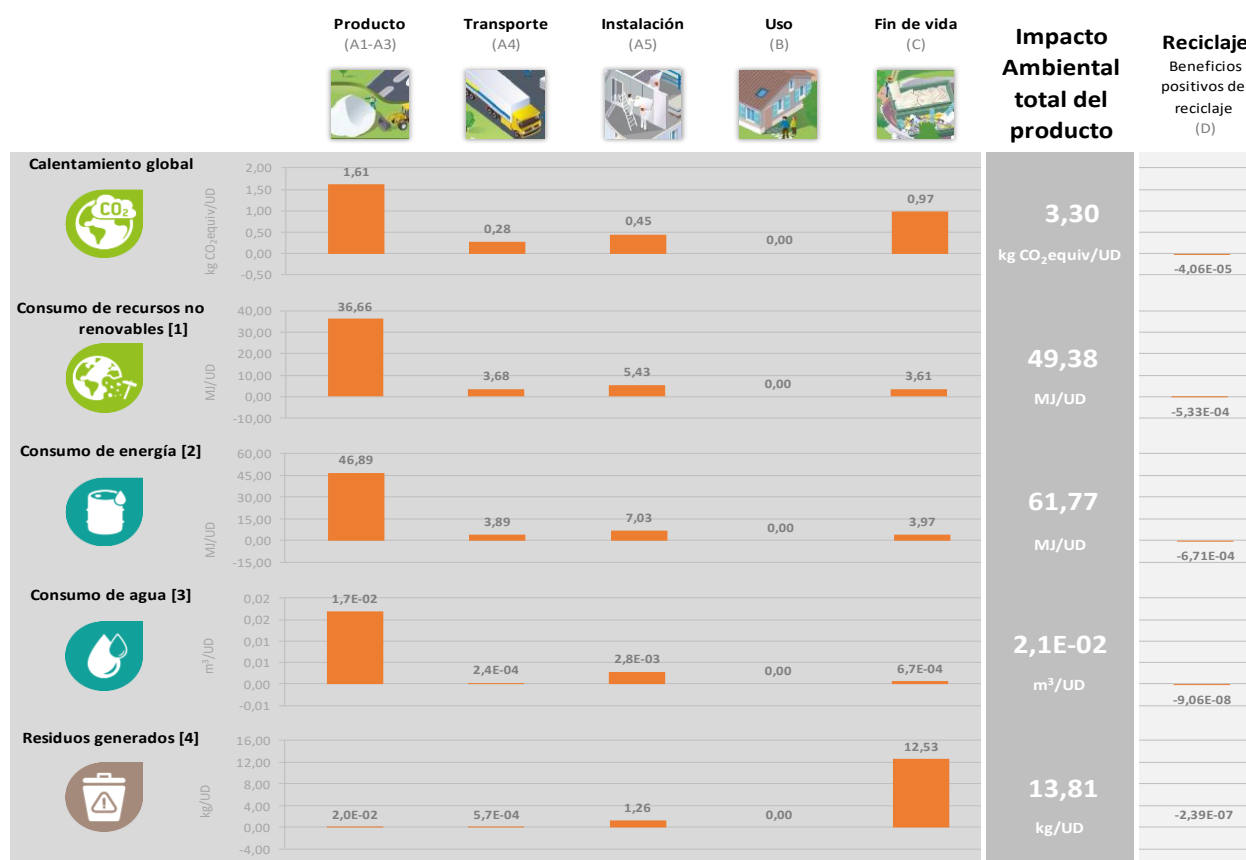 Producto
(A1-A3)
Transporte
(A4)
Instalación
(A5)
Uso
(B)
Fin de vida
(C)
Impacto
Ambiental
total del
producto
Reciclaje
Beneficios
positivos de
reciclaje
(D)
Calentamiento global
CO2
kg CO2equiv/UD
2,00
1,50
1,00
0,50
0,00
-0,50
1,61
0,28
0,45
0,00
0,97
3,30
kg CO2equiv/UD
-4,06E-05
Consumo de recursos no
renovables [1]
MJ/UD
40,00
30,00
20,00
10,00
0,00
-10,00
36,66
3,68
5,43
0,00
3,61
49,38
MJ/UD
-5,33E-04
Consumo de energía [2]
MJ/UD
60,00
45,00
30,00
15,00
0,00
-15,00
46,89
3,89
7,03
0,00
3,97
61,77
MJ/UD
-6,71E-04
Consumo de agua [3]
m³/UD
0,02
0,02
0,01
0,01
0,00
-0,01
1,7E-02
2,4E-04
2,8E-03
0,00
6,7E-04
2,1E-02
m³/UD
-9,06E-08
Residuos generados [4]
kg/UD
16,00
12,00
8,00
4,00
0,00
-4,00
2,0E-02
5,7E-04
1,26
0,00
12,53
13,81
kg/UD
-2,39E-07